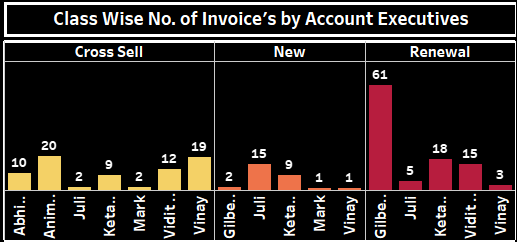 Class Wise No. of Invoice's by Account Executives
Cross Sell
New
Renewal
10
20
2
9
2
12
19
2
15
9
1
1
61
5
18
15
3
Abhi..
Anim..
Juli
Keta..
Mark
Vidit ..
Vinay
Gilbe..
Juli
Keta..
Mark
Vinay
Gilbe..
Juli
Keta..
Vidit ..
Vinay